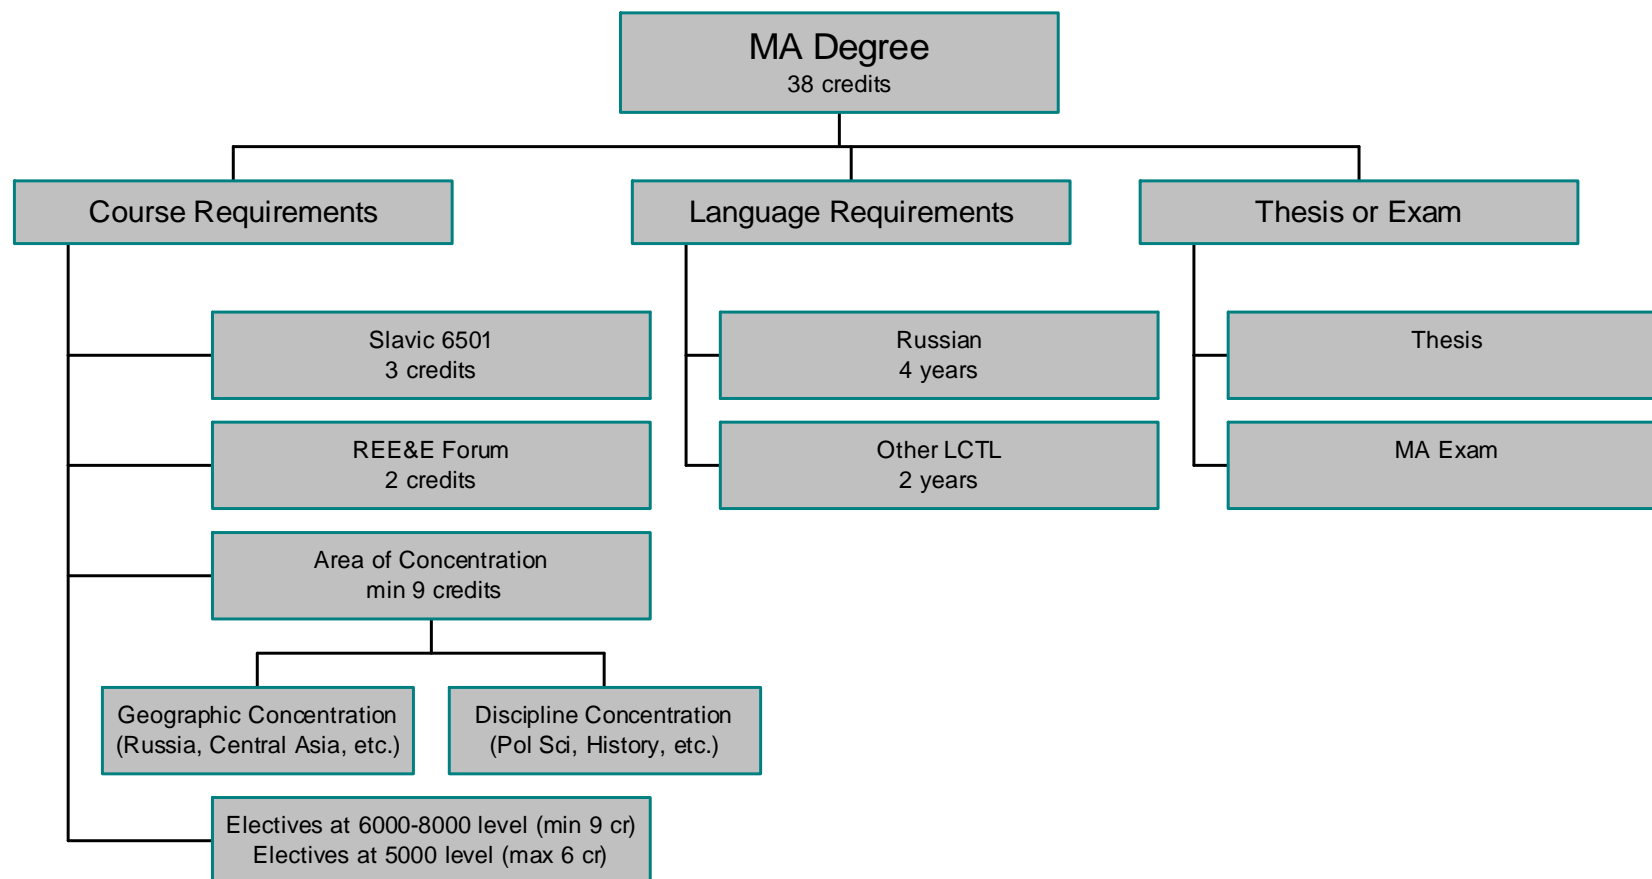 MA Degree
38 credits
Course Requirements
Language Requirements
Thesis or Exam
Slavic 6501
3 credits
Russian
4 years
Thesis
REE&E Forum
2 credits
Other LCTL
2 years
MA Exam
Area of Concentration
min 9 credits
Geographic Concentration
(Russia, Central Asia, etc.)
Discipline Concentration
(Pol Sci, History, etc.)
Electives at 6000-8000 level (min 9 cr)
Electives at 5000 level (max 6 cr)